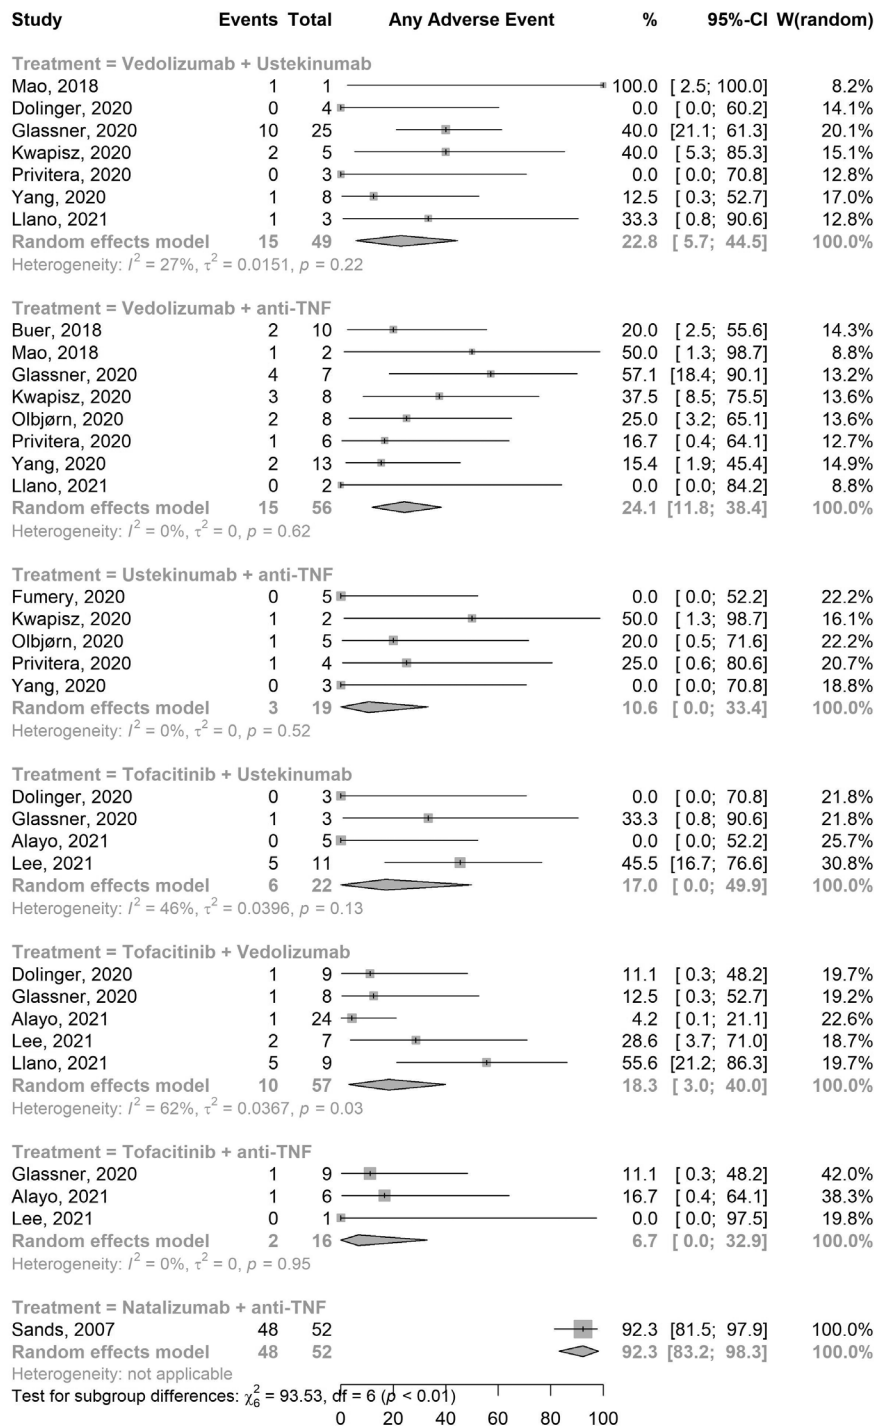 Study Events Total Any Adverse Event % 95%-CI W(random)
Treatment = Vedolizumab + Ustekinumab
Mao, 2018 1 1 100.0 [ 2.5; 100.0] 8.2%
Dolinger, 2020 0 4 0.0 [ 0.0; 60.2] 14.1%
Glassner, 2020 10 25 40.0 [21.1; 61.3] 20.1%
Kwapisz, 2020 2 5 40.0 [ 5.3; 85.3] 15.1%
Privitera, 2020 0 3 0.0 [ 0.0; 70.8] 12.8%
Yang, 2020 1 8 12.5 [ 0.3; 52.7] 17.0%
Llano, 2021 1 3 33.3 [ 0.8; 90.6] 12.8%
Random effects model 15 49 22.8 [ 5.7; 44.5] 100.0%
Heterogeneity: I² = 27%, τ² = 0.0151, p = 0.22
Treatment = Vedolizumab + anti-TNF
Buer, 2018 2 10 20.0 [ 2.5; 55.6] 14.3%
Mao, 2018 1 2 50.0 [ 1.3; 98.7] 8.8%
Glassner, 2020 4 7 57.1 [18.4; 90.1] 13.2%
Kwapisz, 2020 3 8 37.5 [ 8.5; 75.5] 13.6%
Olbjørn, 2020 2 8 25.0 [ 3.2; 65.1] 13.6%
Privitera, 2020 1 6 16.7 [ 0.4; 64.1] 12.7%
Yang, 2020 2 13 15.4 [ 1.9; 45.4] 14.9%
Llano, 2021 0 2 0.0 [ 0.0; 84.2] 8.8%
Random effects model 15 56 24.1 [11.8; 38.4] 100.0%
Heterogeneity: I² = 0%, τ² = 0, p = 0.62
Treatment = Ustekinumab + anti-TNF
Fumery, 2020 0 5 0.0 [ 0.0; 52.2] 22.2%
Kwapisz, 2020 1 2 50.0 [ 1.3; 98.7] 16.1%
Olbjørn, 2020 1 5 20.0 [ 0.5; 71.6] 22.2%
Privitera, 2020 1 4 25.0 [ 0.6; 80.6] 20.7%
Yang, 2020 0 3 0.0 [ 0.0; 70.8] 18.8%
Random effects model 3 19 10.6 [ 0.0; 33.4] 100.0%
Heterogeneity: I² = 0%, τ² = 0, p = 0.52
Treatment = Tofacitinib + Ustekinumab
Dolinger, 2020 0 3 0.0 [ 0.0; 70.8] 21.8%
Glassner, 2020 1 3 33.3 [ 0.8; 90.6] 21.8%
Alayo, 2021 0 5 0.0 [ 0.0; 52.2] 25.7%
Lee, 2021 5 11 45.5 [16.7; 76.6] 30.8%
Random effects model 6 22 17.0 [ 0.0; 49.9] 100.0%
Heterogeneity: I² = 46%, τ² = 0.0396, p = 0.13
Treatment = Tofacitinib + Vedolizumab
Dolinger, 2020 1 9 11.1 [ 0.3; 48.2] 19.7%
Glassner, 2020 1 8 12.5 [ 0.3; 52.7] 19.2%
Alayo, 2021 1 24 4.2 [ 0.1; 21.1] 22.6%
Lee, 2021 2 7 28.6 [ 3.7; 71.0] 18.7%
Llano, 2021 5 9 55.6 [21.2; 86.3] 19.7%
Random effects model 10 57 18.3 [ 3.0; 40.0] 100.0%
Heterogeneity: I² = 62%, τ² = 0.0367, p = 0.03
Treatment = Tofacitinib + anti-TNF
Glassner, 2020 1 9 11.1 [ 0.3; 48.2] 42.0%
Alayo, 2021 1 6 16.7 [ 0.4; 64.1] 38.3%
Lee, 2021 0 1 0.0 [ 0.0; 97.5] 19.8%
Random effects model 2 16 6.7 [ 0.0; 32.9] 100.0%
Heterogeneity: I² = 0%, τ² = 0, p = 0.95
Treatment = Natalizumab + anti-TNF
Sands, 2007 48 52 92.3 [81.5; 97.9] 100.0%
Random effects model 48 52 92.3 [83.2; 98.3] 100.0%
Heterogeneity: not applicable
Test for subgroup differences: χ²₆ = 93.53, df = 6 (p < 0.01)
0 20 40 60 80 100